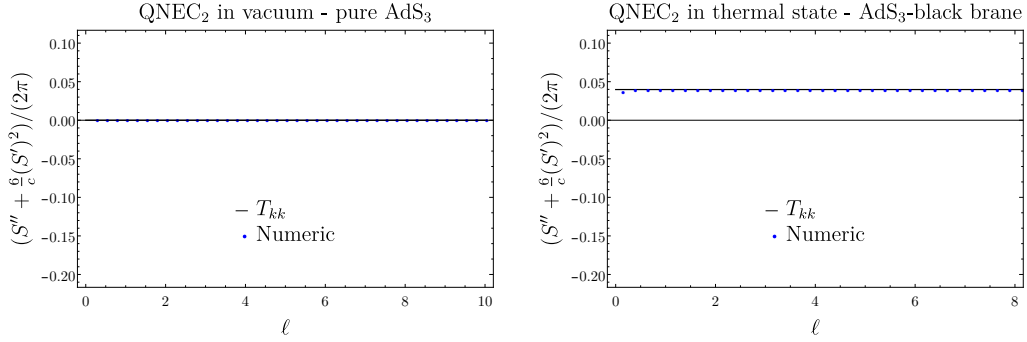 QNEC₂ in vacuum - pure AdS₃
(S″ + 6/c (S′)²)/(2π)
0.10
0.05
0.00
−0.05
−0.10
−0.15
−0.20
— T_kk
• Numeric
0 2 4 6 8 10
ℓ
QNEC₂ in thermal state - AdS₃-black brane
(S″ + 6/c (S′)²)/(2π)
0.10
0.05
0.00
−0.05
−0.10
−0.15
−0.20
— T_kk
• Numeric
0 2 4 6 8
ℓ